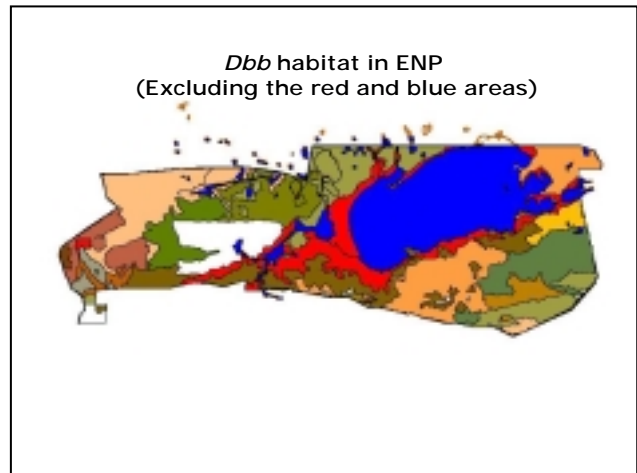 Dbb habitat in ENP
(Excluding the red and blue areas)